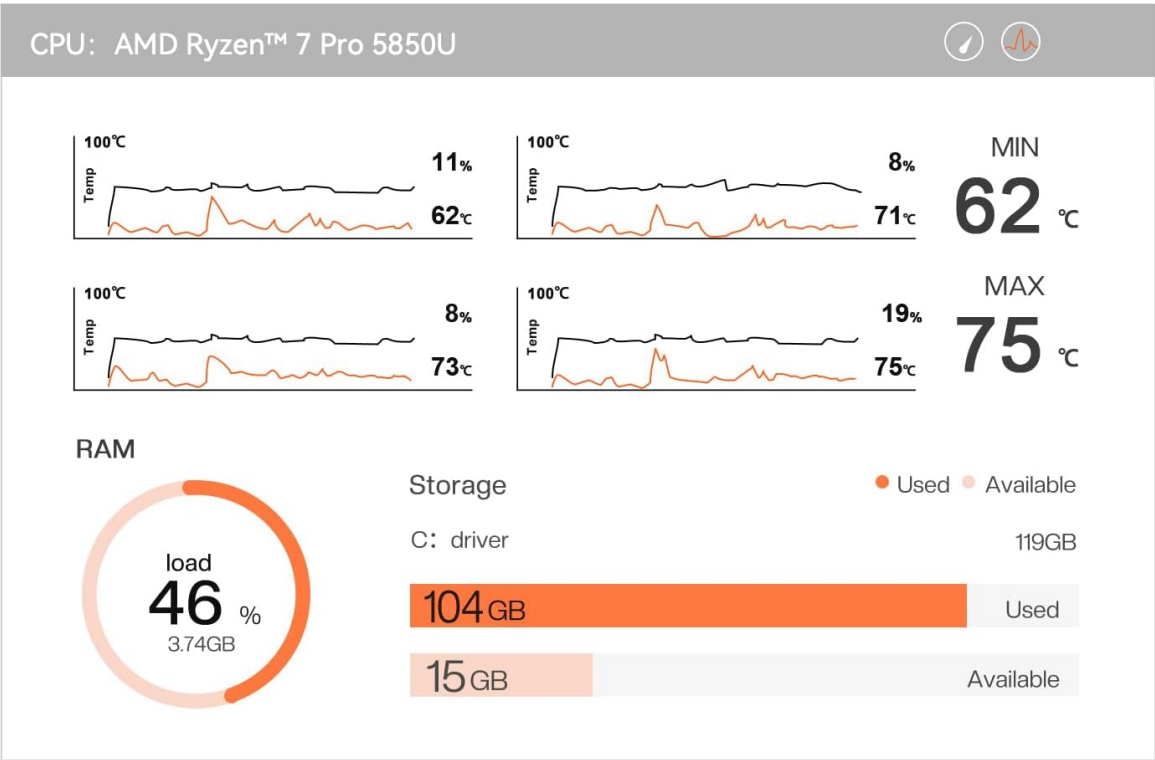 CPU: AMD Ryzen™ 7 Pro 5850U
100℃
Temp
11%
62℃
100℃
Temp
8%
71℃
MIN
62 ℃
100℃
Temp
8%
73℃
100℃
Temp
19%
75℃
MAX
75 ℃
RAM
load
46 %
3.74GB
Storage
Used
Available
C: driver
119GB
104GB
Used
15GB
Available